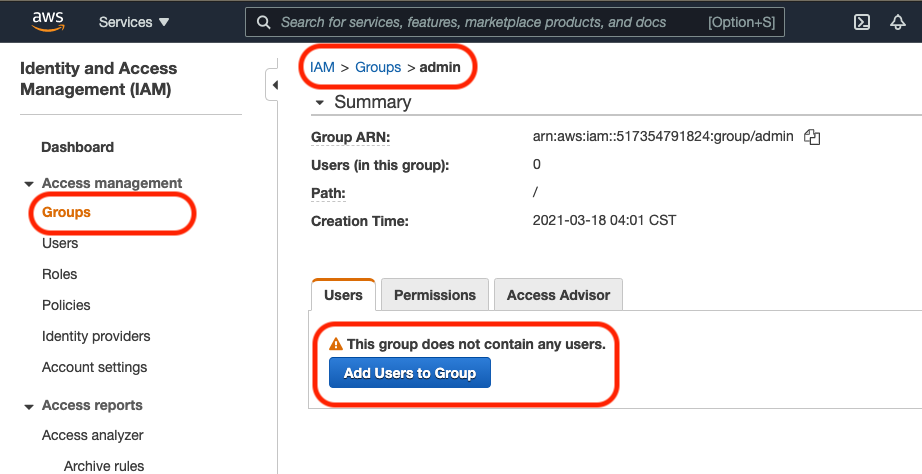 aws Services Search for services, features, marketplace products, and docs [Option+S]
Identity and Access
Management (IAM)
Dashboard
Access management
Groups
Users
Roles
Policies
Identity providers
Account settings
Access reports
Access analyzer
Archive rules
IAM > Groups > admin
Summary
Group ARN: arn:aws:iam::517354791824:group/admin
Users (in this group): 0
Path: /
Creation Time: 2021-03-18 04:01 CST
Users Permissions Access Advisor
This group does not contain any users.
Add Users to Group